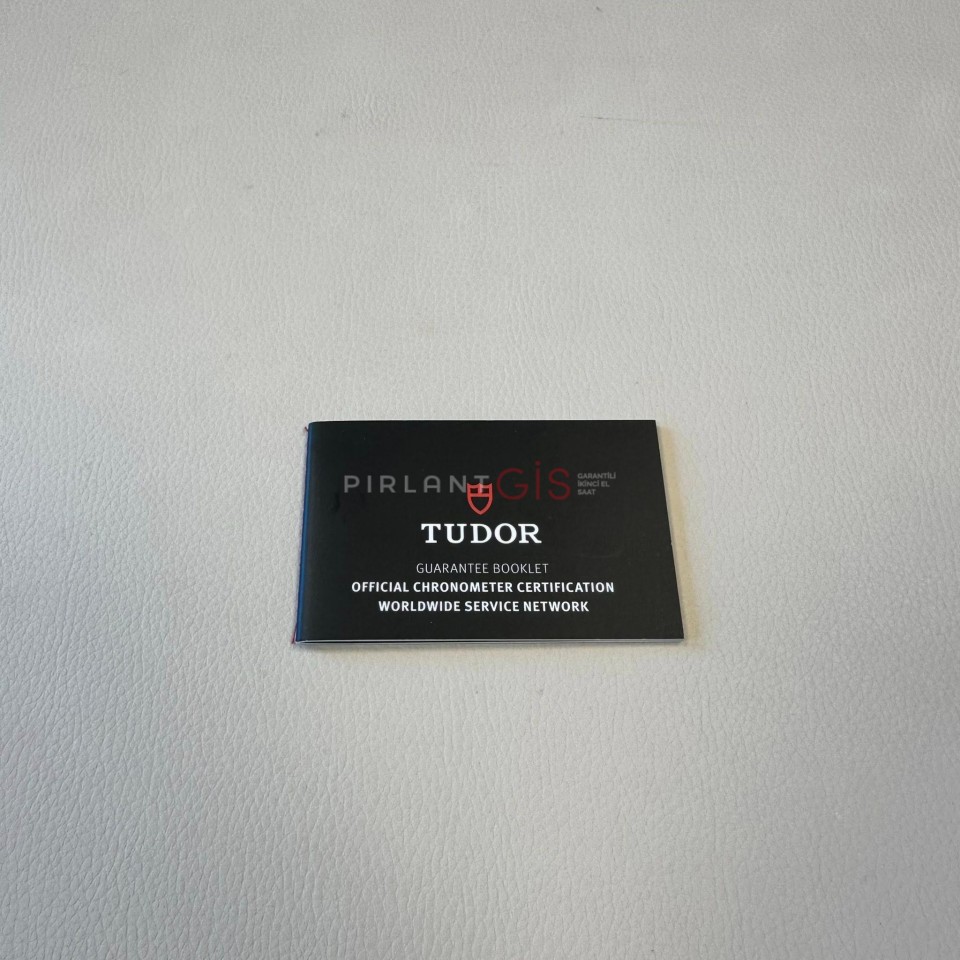 PIRLANTGİS
GARANTİLİ
İKİNCİ EL
SAAT
TUDOR
GUARANTEE BOOKLET
OFFICIAL CHRONOMETER CERTIFICATION
WORLDWIDE SERVICE NETWORK